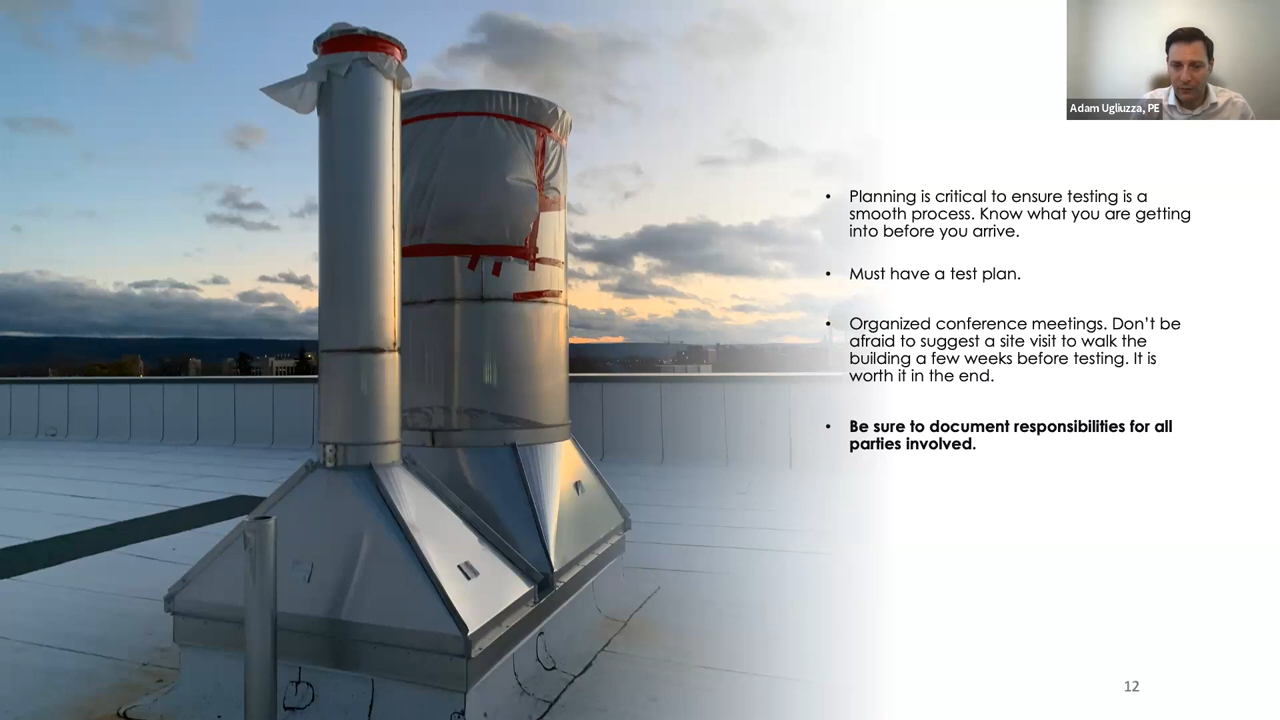 Adam Ugliuzza, PE
• Planning is critical to ensure testing is a
smooth process. Know what you are getting
into before you arrive.
• Must have a test plan.
• Organized conference meetings. Don’t be
afraid to suggest a site visit to walk the
building a few weeks before testing. It is
worth it in the end.
• Be sure to document responsibilities for all
parties involved.
12